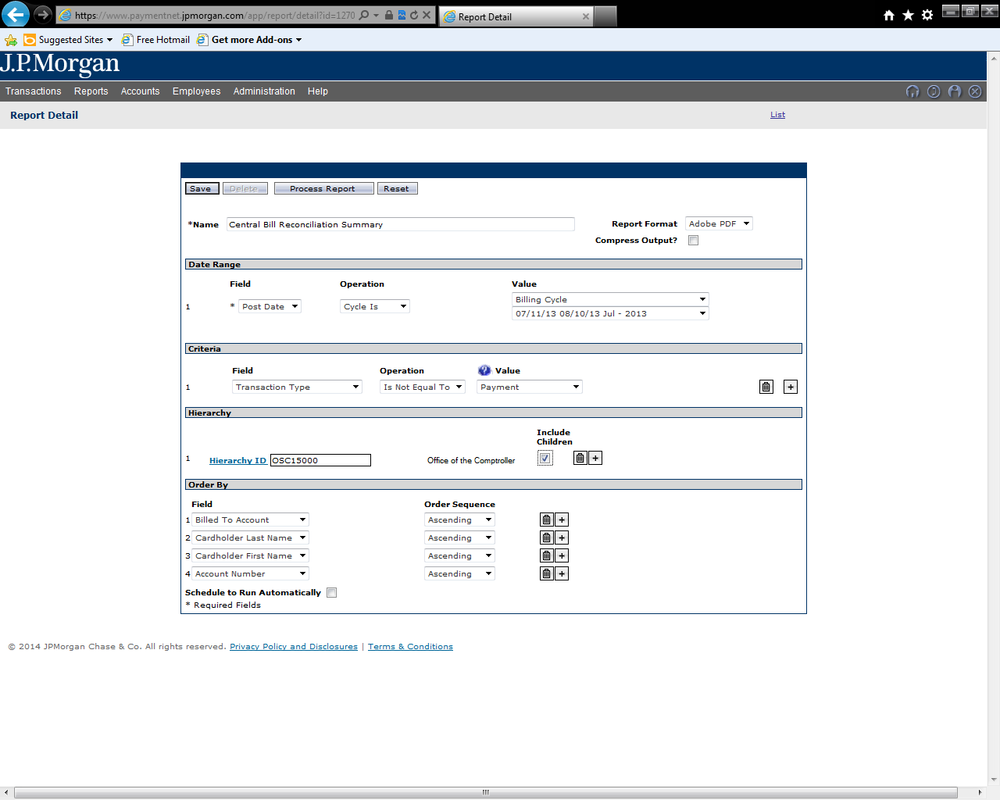 https://www.paymentnet.jpmorgan.com/app/report/detail?id=1270
Report Detail
Suggested Sites
Free Hotmail
Get more Add-ons
J.P.Morgan
Transactions Reports Accounts Employees Administration Help
Report Detail List
Save Delete Process Report Reset
*Name Central Bill Reconciliation Summary Report Format Adobe PDF
Compress Output?
Date Range
Field Operation Value
Billing Cycle
1 * Post Date Cycle Is
07/11/13 08/10/13 Jul - 2013
Criteria
Field Operation ? Value
1 Transaction Type Is Not Equal To Payment +
Hierarchy
Include
Children
1 Hierarchy ID OSC15000 Office of the Comptroller +
Order By
Field Order Sequence
1 Billed To Account Ascending +
2 Cardholder Last Name Ascending +
3 Cardholder First Name Ascending +
4 Account Number Ascending +
Schedule to Run Automatically
* Required Fields
© 2014 JPMorgan Chase & Co. All rights reserved. Privacy Policy and Disclosures | Terms & Conditions